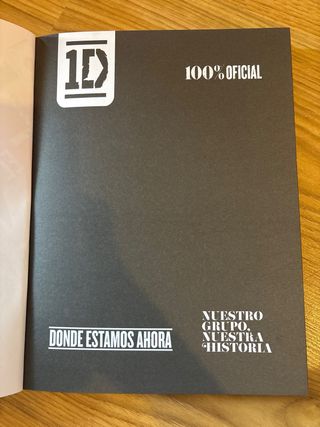 1D
100% OFICIAL
DONDE ESTAMOS AHORA
NUESTRO
GRUPO,
NUESTRA
HISTORIA